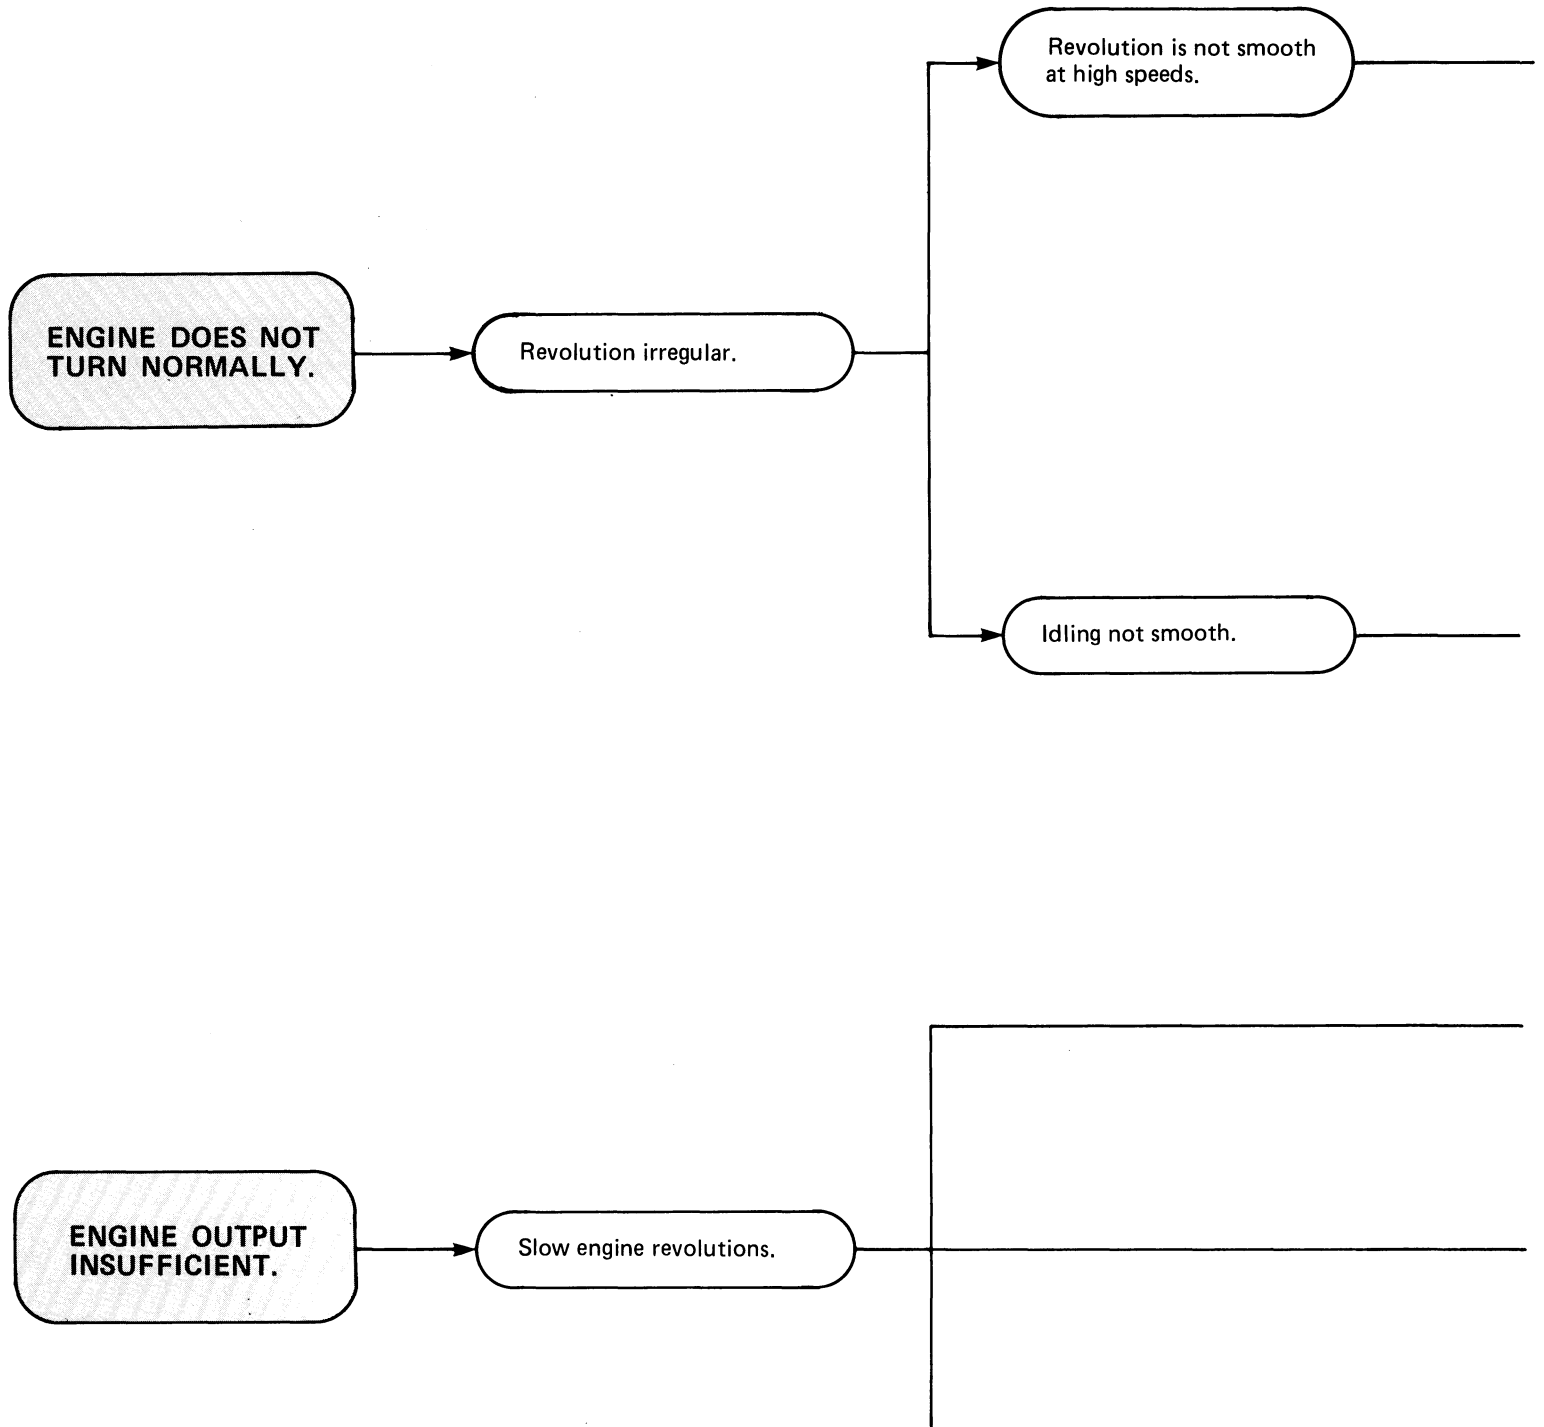 Revolution is not smooth
at high speeds.
ENGINE DOES NOT
TURN NORMALLY.
Revolution irregular.
Idling not smooth.
ENGINE OUTPUT
INSUFFICIENT.
Slow engine revolutions.